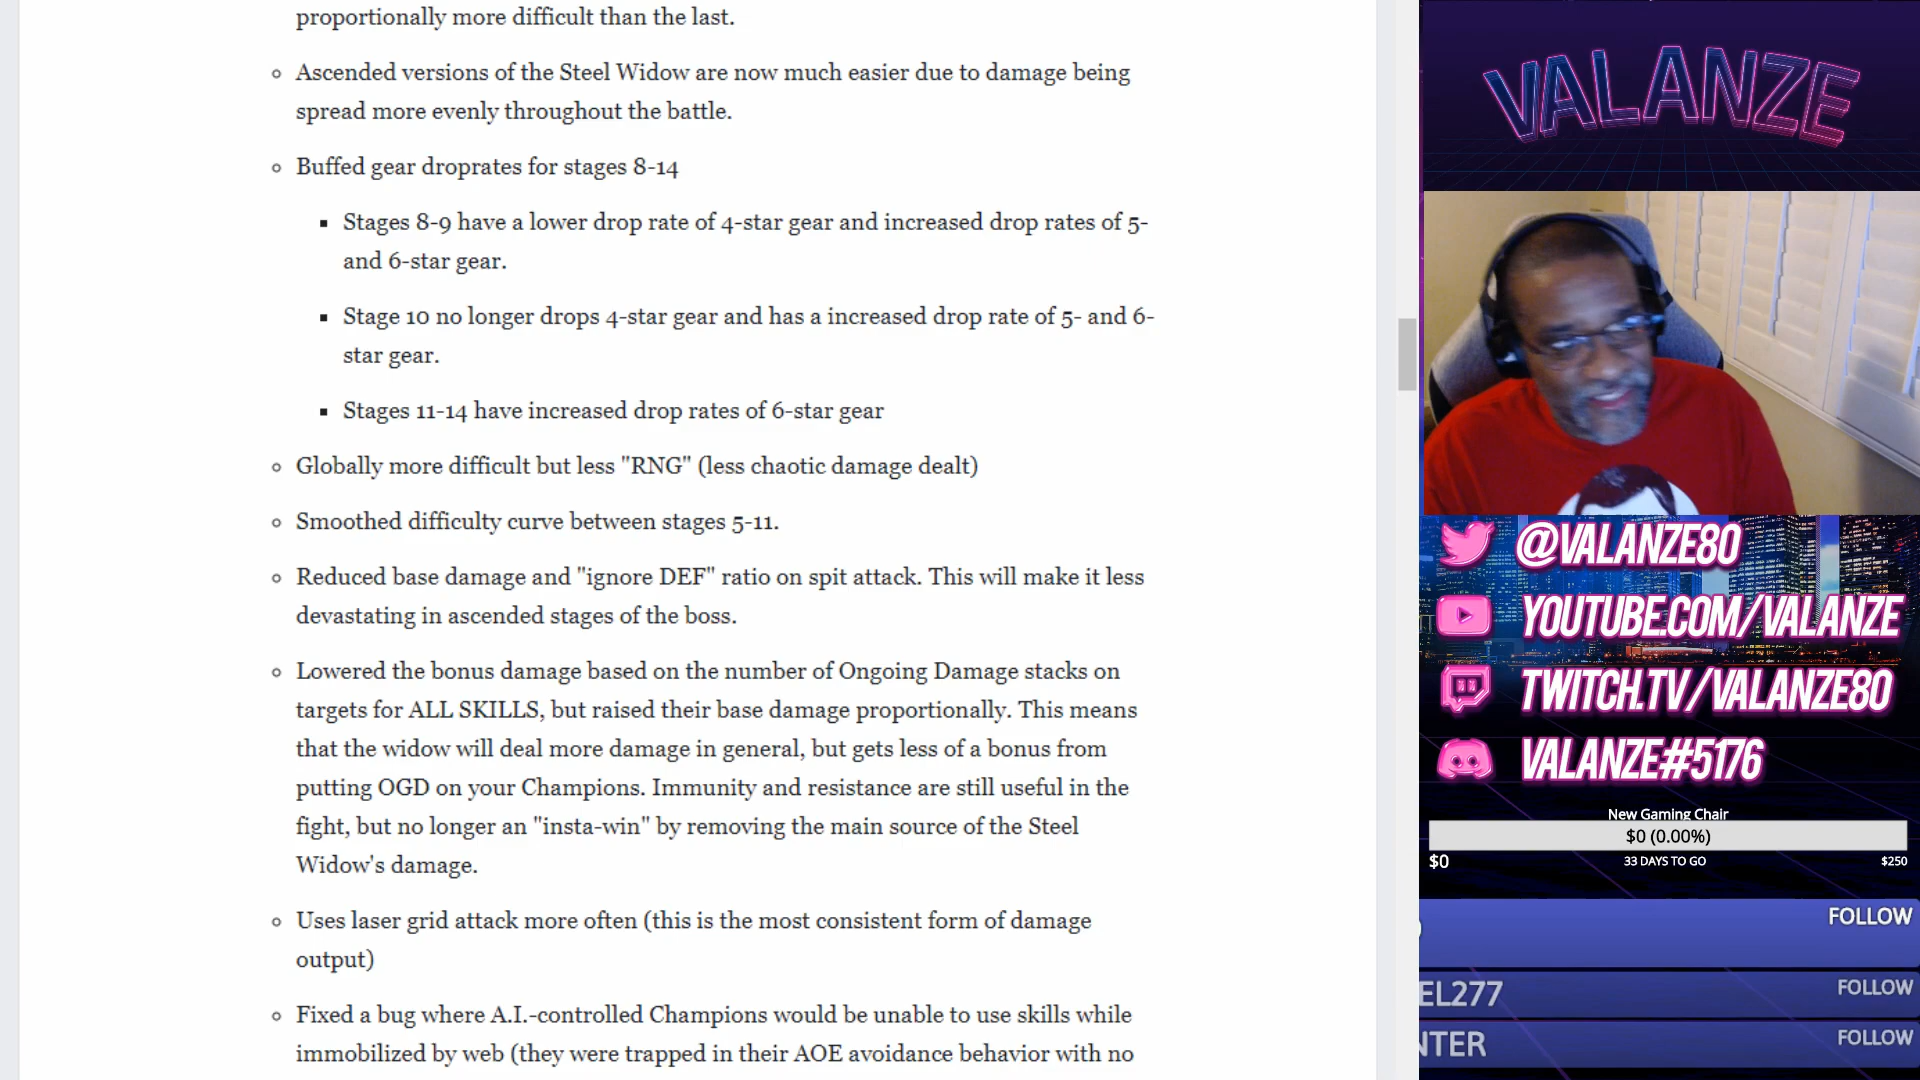 proportionally more difficult than the last.
Ascended versions of the Steel Widow are now much easier due to damage being
spread more evenly throughout the battle.
Buffed gear droprates for stages 8-14
Stages 8-9 have a lower drop rate of 4-star gear and increased drop rates of 5-
and 6-star gear.
Stage 10 no longer drops 4-star gear and has a increased drop rate of 5- and 6-
star gear.
Stages 11-14 have increased drop rates of 6-star gear
Globally more difficult but less "RNG" (less chaotic damage dealt)
Smoothed difficulty curve between stages 5-11.
Reduced base damage and "ignore DEF" ratio on spit attack. This will make it less
devastating in ascended stages of the boss.
Lowered the bonus damage based on the number of Ongoing Damage stacks on
targets for ALL SKILLS, but raised their base damage proportionally. This means
that the widow will deal more damage in general, but gets less of a bonus from
putting OGD on your Champions. Immunity and resistance are still useful in the
fight, but no longer an "insta-win" by removing the main source of the Steel
Widow's damage.
Uses laser grid attack more often (this is the most consistent form of damage
output)
Fixed a bug where A.I.-controlled Champions would be unable to use skills while
immobilized by web (they were trapped in their AOE avoidance behavior with no
VALANZE
@VALANZE80
YOUTUBE.COM/VALANZE
TWITCH.TV/VALANZE80
VALANZE#5176
New Gaming Chair
$0 (0.00%)
$0 33 DAYS TO GO $250
FOLLOW
EL277 FOLLOW
NTER FOLLOW